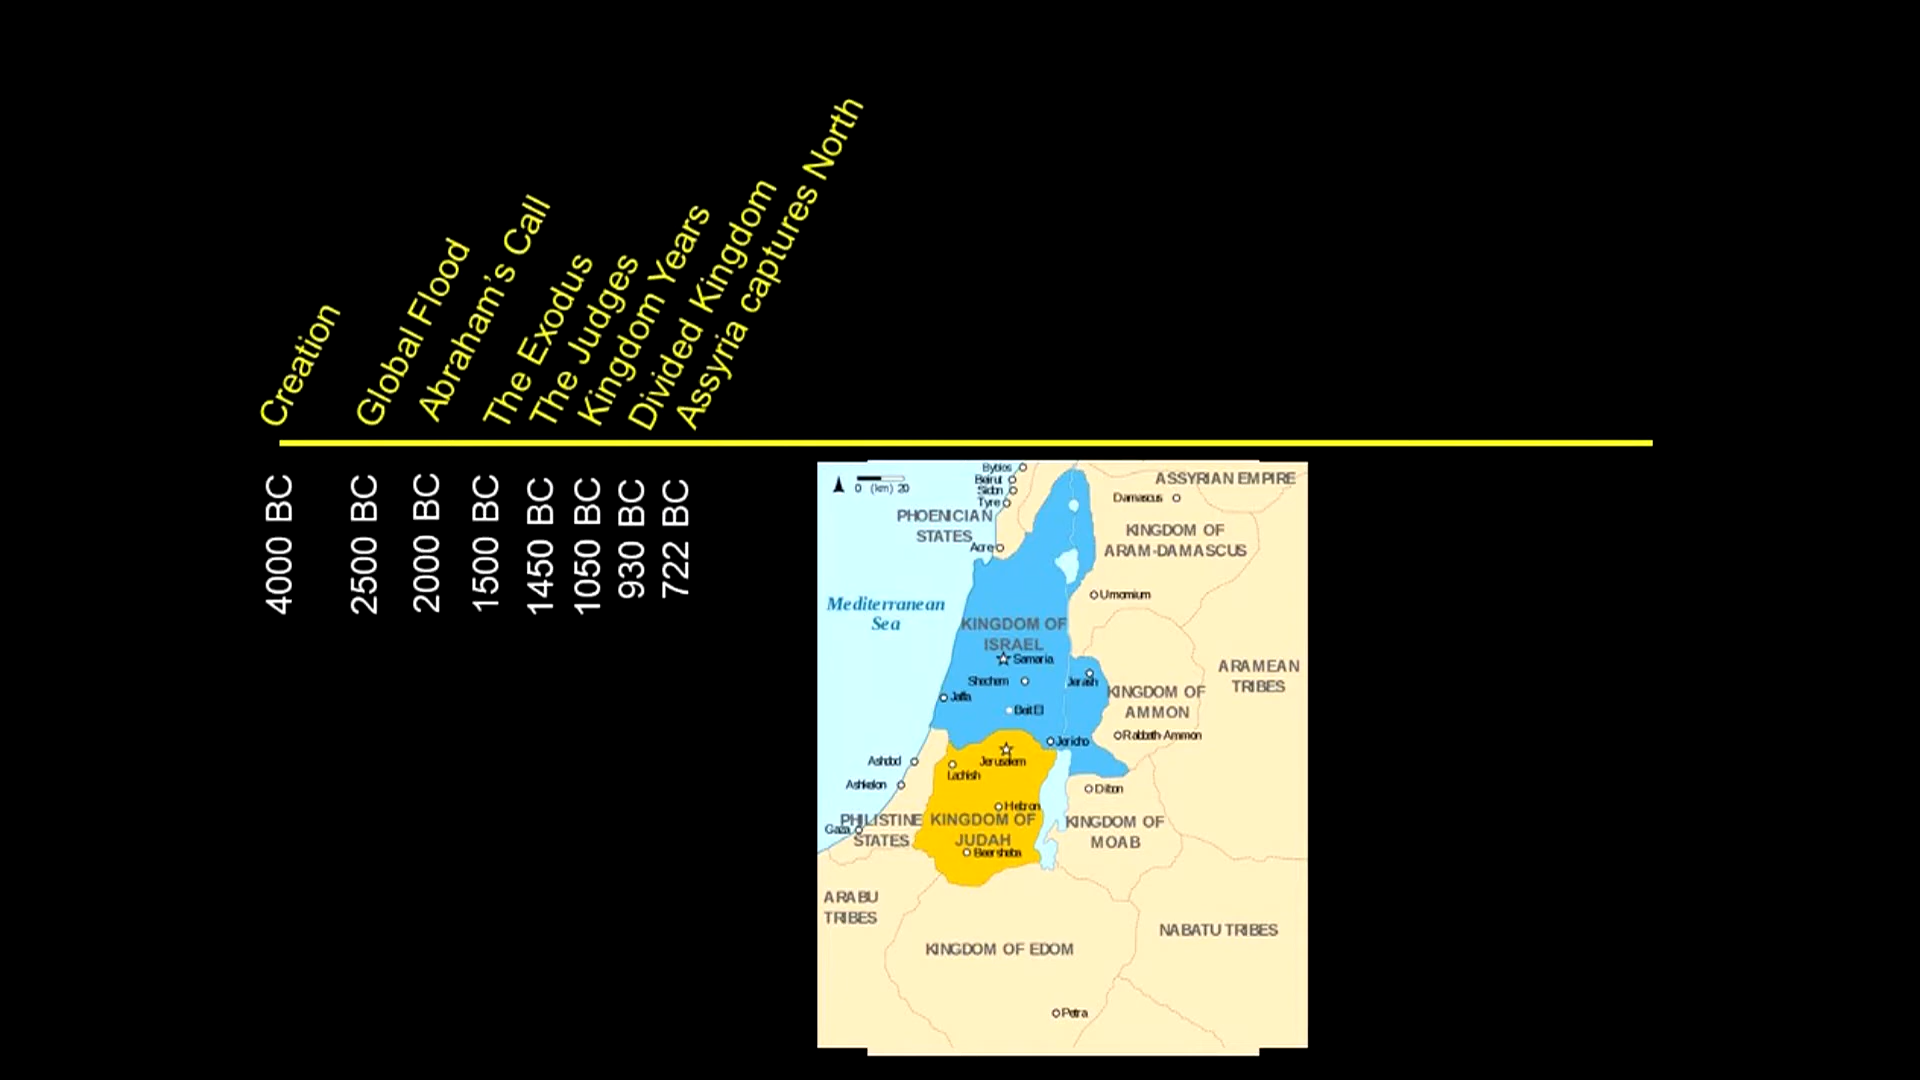 Creation
Global Flood
Abraham's Call
The Exodus
The Judges
Kingdom Years
Divided Kingdom
Assyria captures North
4000 BC
2500 BC
2000 BC
1500 BC
1450 BC
1050 BC
930 BC
722 BC
Byblos
Beirut
Sidon
Tyre
0 (km) 20
ASSYRIAN EMPIRE
Damascus
PHOENICIAN
STATES
KINGDOM OF
ARAM-DAMASCUS
Acre
Urnomium
Mediterranean
Sea
KINGDOM OF
ISRAEL
Samaria
Shechem
Jerash
Jaffa
Beit El
KINGDOM OF
AMMON
ARAMEAN
TRIBES
Jericho
Rabbath-Ammon
Jerusalem
Ashdod
Lachish
Ashkelon
Dibon
Hebron
Gaza
PHILISTINE
STATES
KINGDOM OF
JUDAH
KINGDOM OF
MOAB
Beersheba
ARABU
TRIBES
NABATU TRIBES
KINGDOM OF EDOM
Petra